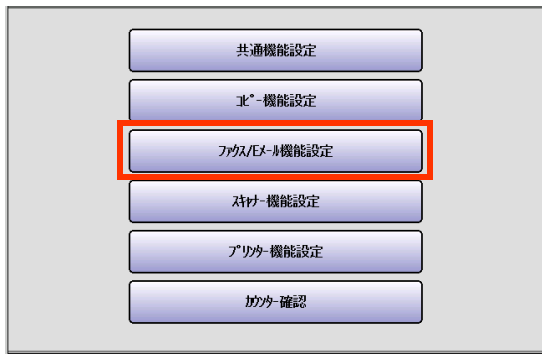 共通機能設定
ｺﾋﾟｰ機能設定
ﾌｧｸｽ/Eﾒｰﾙ機能設定
ｽｷｬﾅｰ機能設定
ﾌﾟﾘﾝﾀｰ機能設定
ｶｳﾝﾀｰ確認